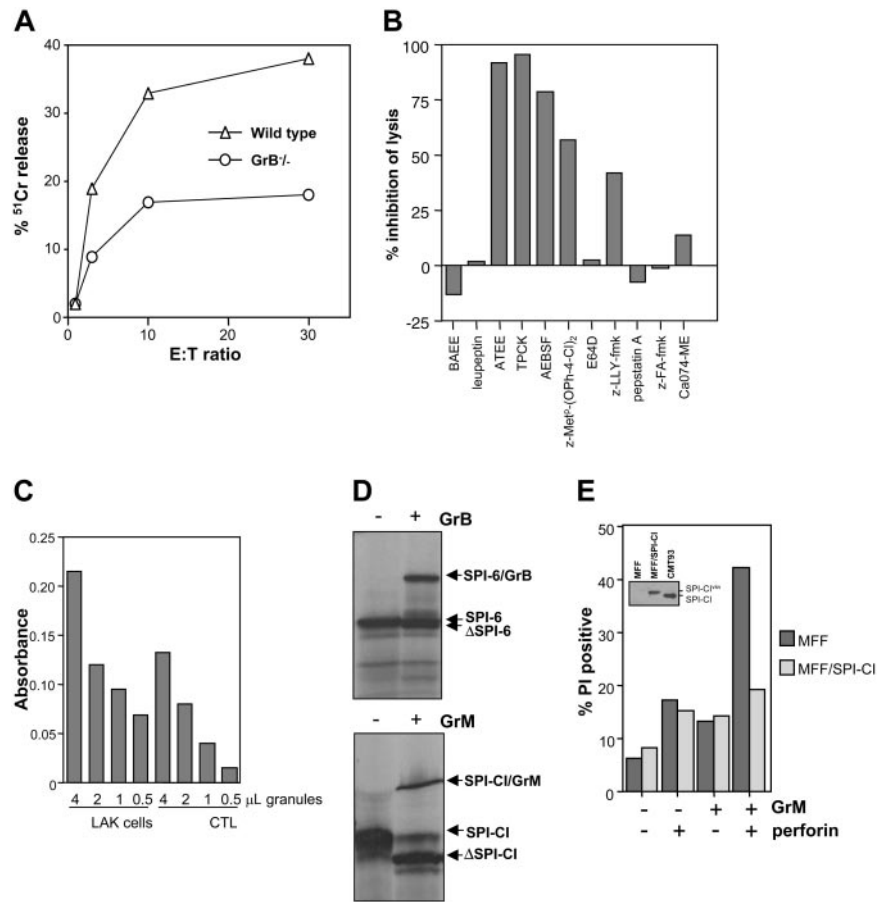 A
% ⁵¹Cr release
40
30
20
10
0
Wild type
GrB⁻/-
0 10 20 30
E:T ratio
B
% inhibition of lysis
100
75
50
25
0
-25
BAEE
leupeptin
ATEE
TPCK
AEBSF
z-Metᵖ-(OPh-4-Cl)₂
E64D
z-LLY-fmk
pepstatin A
z-FA-fmk
Ca074-ME
C
Absorbance
0.25
0.20
0.15
0.10
0.05
0
4 2 1 0.5 4 2 1 0.5 μL granules
LAK cells CTL
D
- + GrB
SPI-6/GrB
SPI-6
ΔSPI-6
- + GrM
SPI-CI/GrM
SPI-CI
ΔSPI-CI
E
% PI positive
50
40
30
20
10
0
MFF
MFF/SPI-CI
CMT93
SPI-CI
MFF
MFF/SPI-CI
- - + + GrM
- + - + perforin